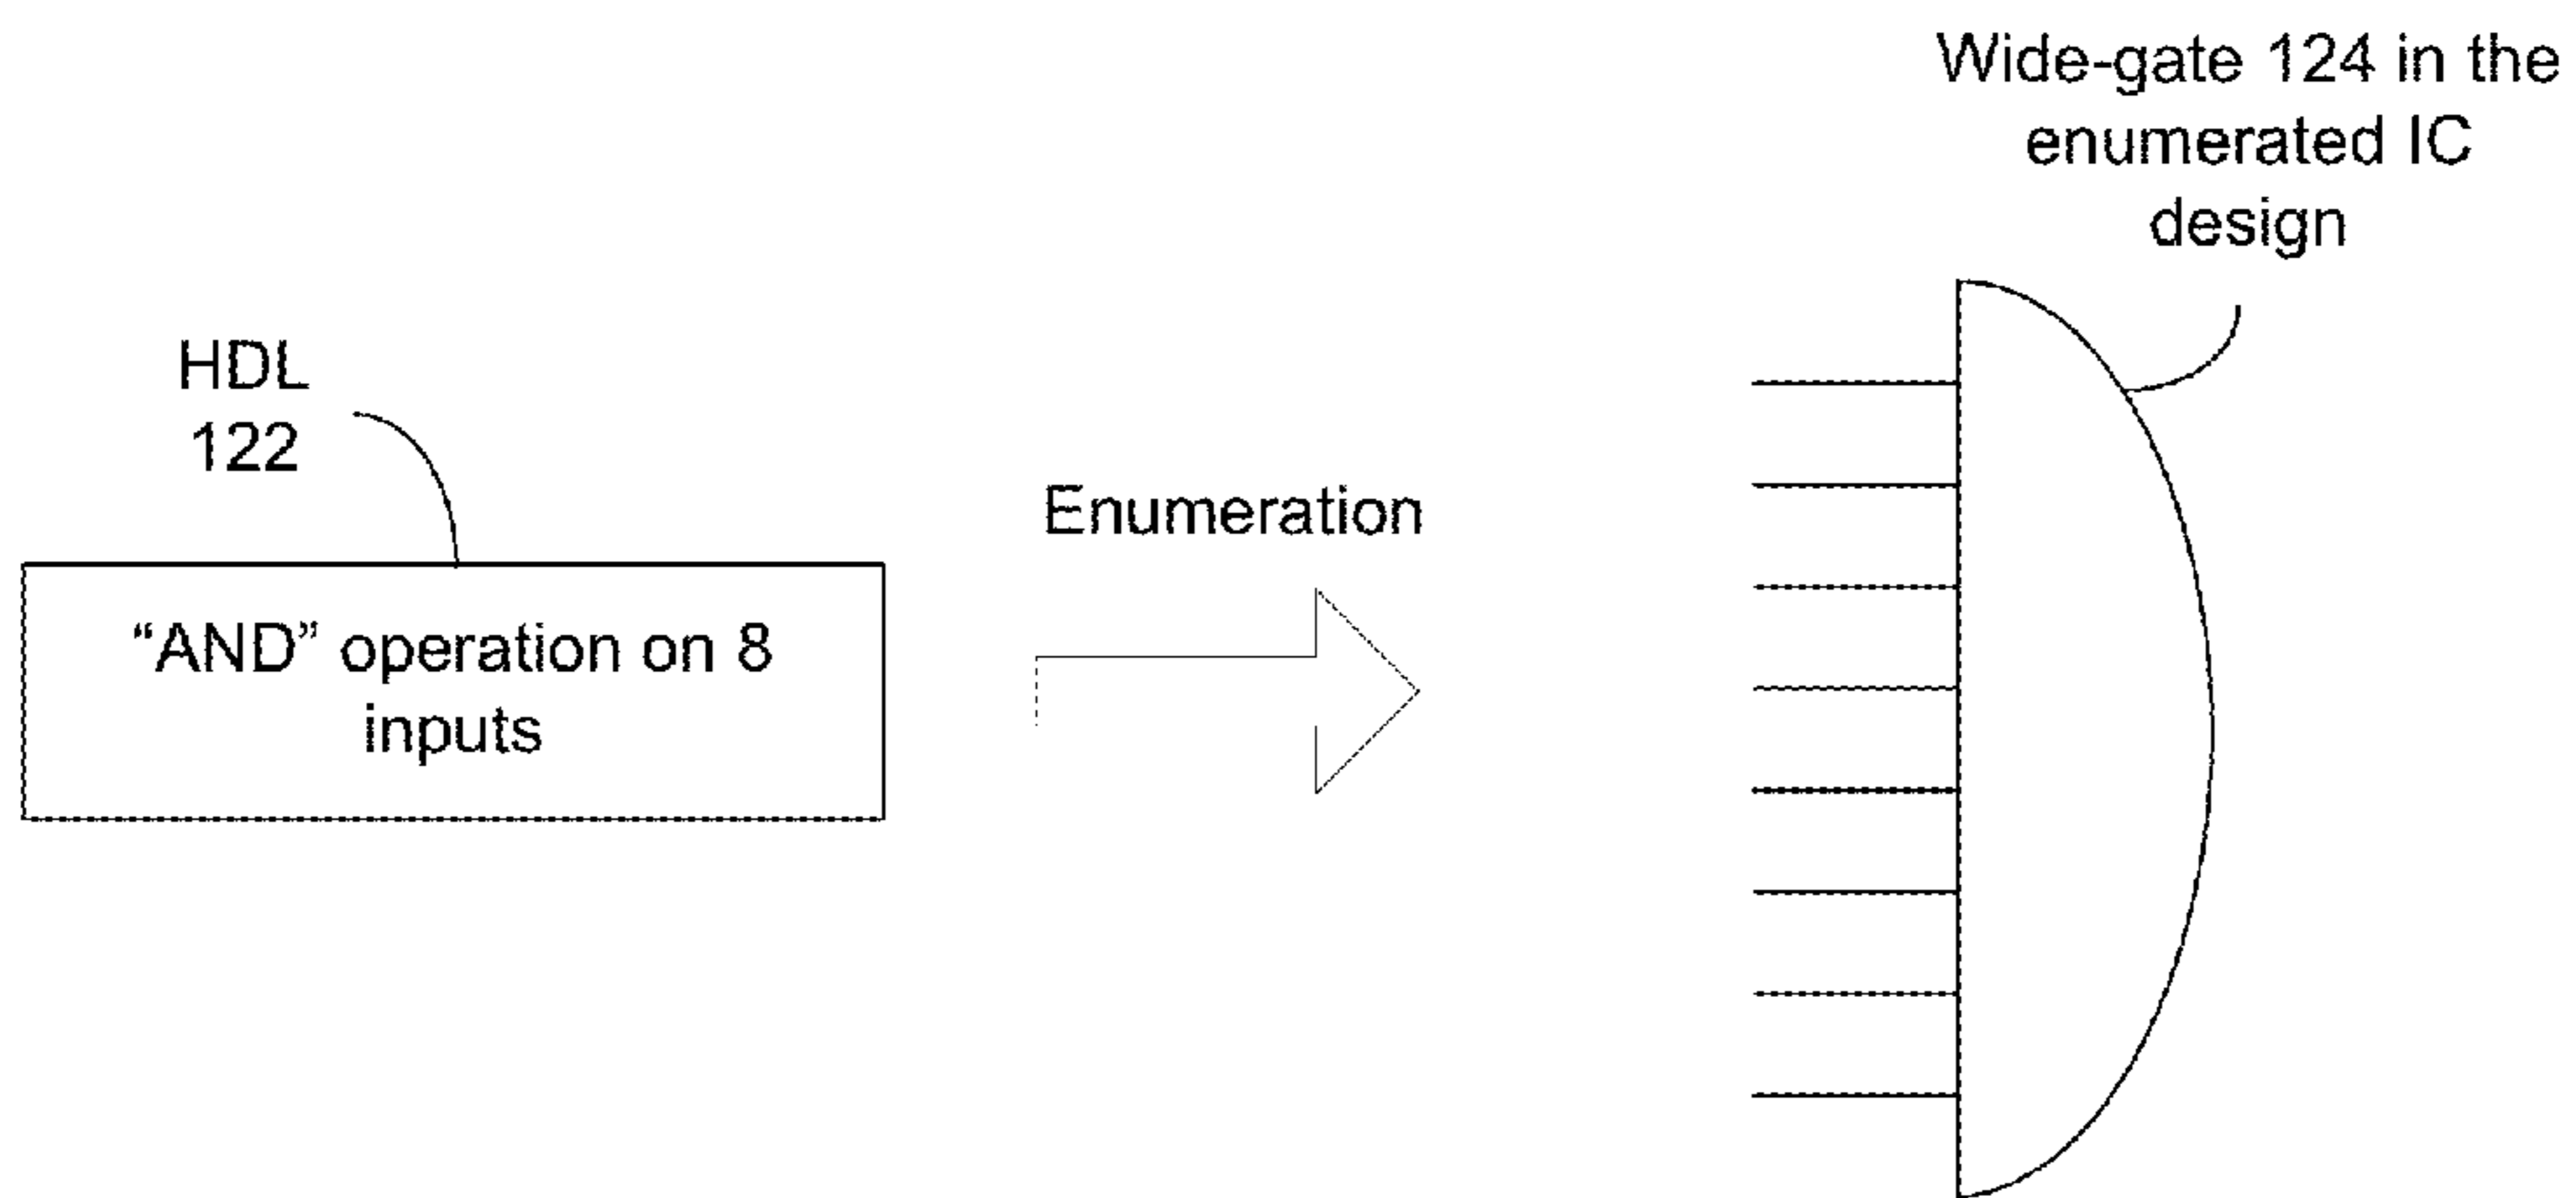 Wide-gate 124 in the
enumerated IC
design
HDL
122
Enumeration
“AND” operation on 8
inputs